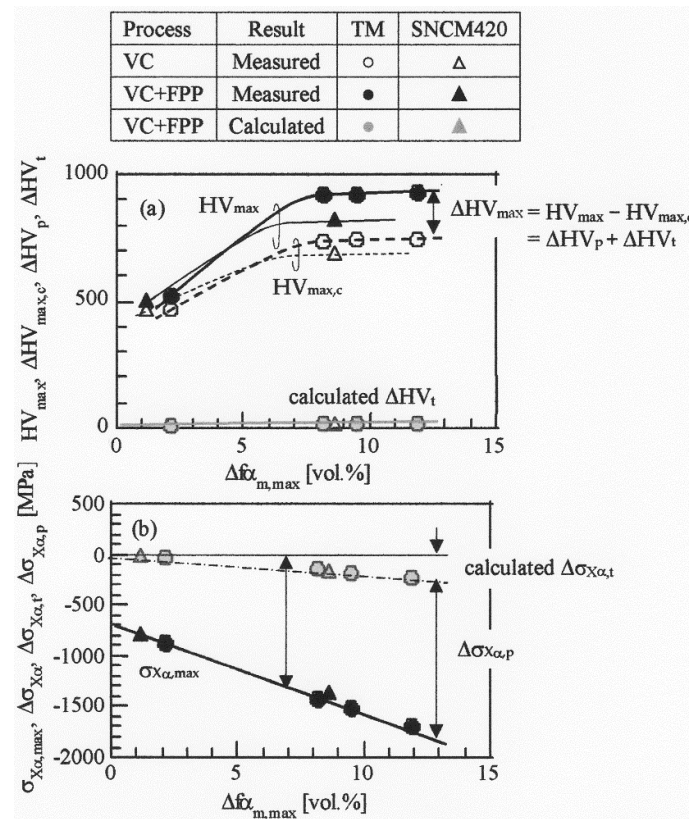 Process Result TM SNCM420
VC Measured
VC+FPP Measured
VC+FPP Calculated
HVmax, ΔHVmax,c, ΔHVp, ΔHVt
1000
(a)
HVmax
ΔHVmax = HVmax − HVmax,c
= ΔHVp + ΔHVt
500
HVmax,c
calculated ΔHVt
0
0 5 10 15
Δfαm,max [vol.%]
σXα,max, ΔσXα, ΔσXα,t, ΔσXα,p [MPa]
500
(b)
0
calculated ΔσXα,t
-500
ΔσXα,p
σXα,max
-1000
-1500
-2000
0 5 10 15
Δfαm,max [vol.%]